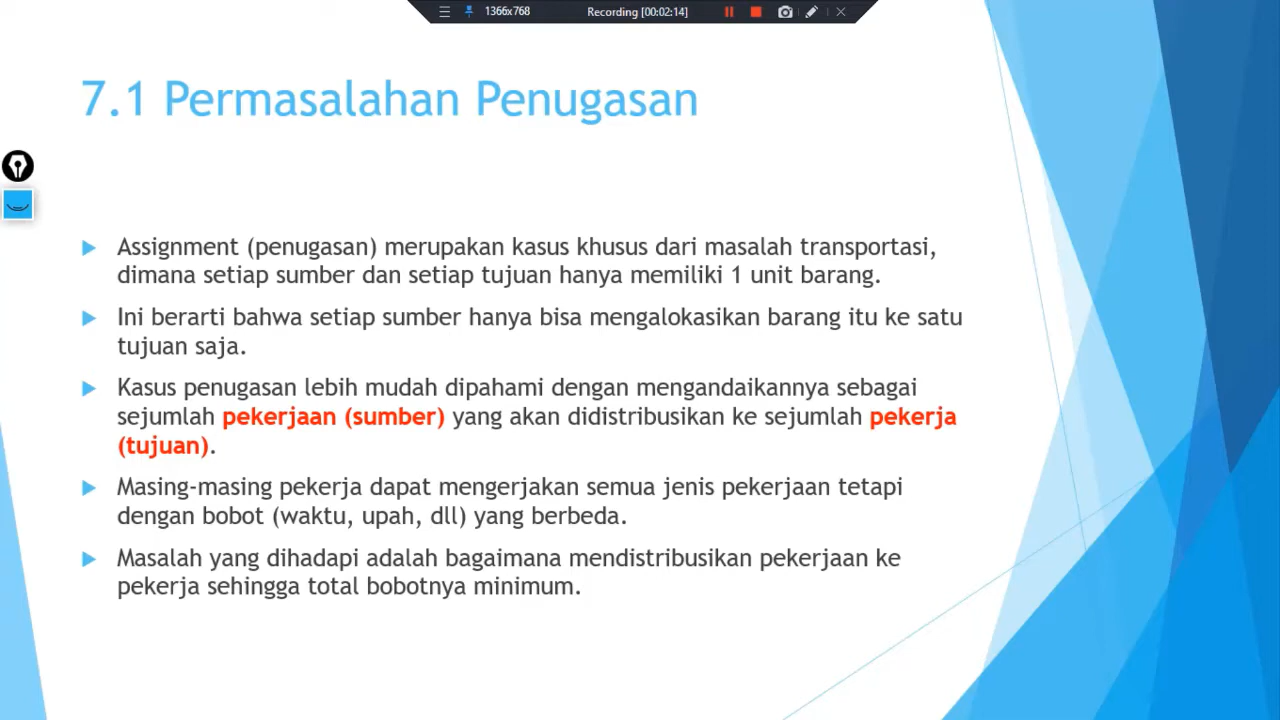 1366x768
Recording [00:02:14]
7.1 Permasalahan Penugasan
Assignment (penugasan) merupakan kasus khusus dari masalah transportasi,
dimana setiap sumber dan setiap tujuan hanya memiliki 1 unit barang.
Ini berarti bahwa setiap sumber hanya bisa mengalokasikan barang itu ke satu
tujuan saja.
Kasus penugasan lebih mudah dipahami dengan mengandaikannya sebagai
sejumlah pekerjaan (sumber) yang akan didistribusikan ke sejumlah pekerja
(tujuan).
Masing-masing pekerja dapat mengerjakan semua jenis pekerjaan tetapi
dengan bobot (waktu, upah, dll) yang berbeda.
Masalah yang dihadapi adalah bagaimana mendistribusikan pekerjaan ke
pekerja sehingga total bobotnya minimum.